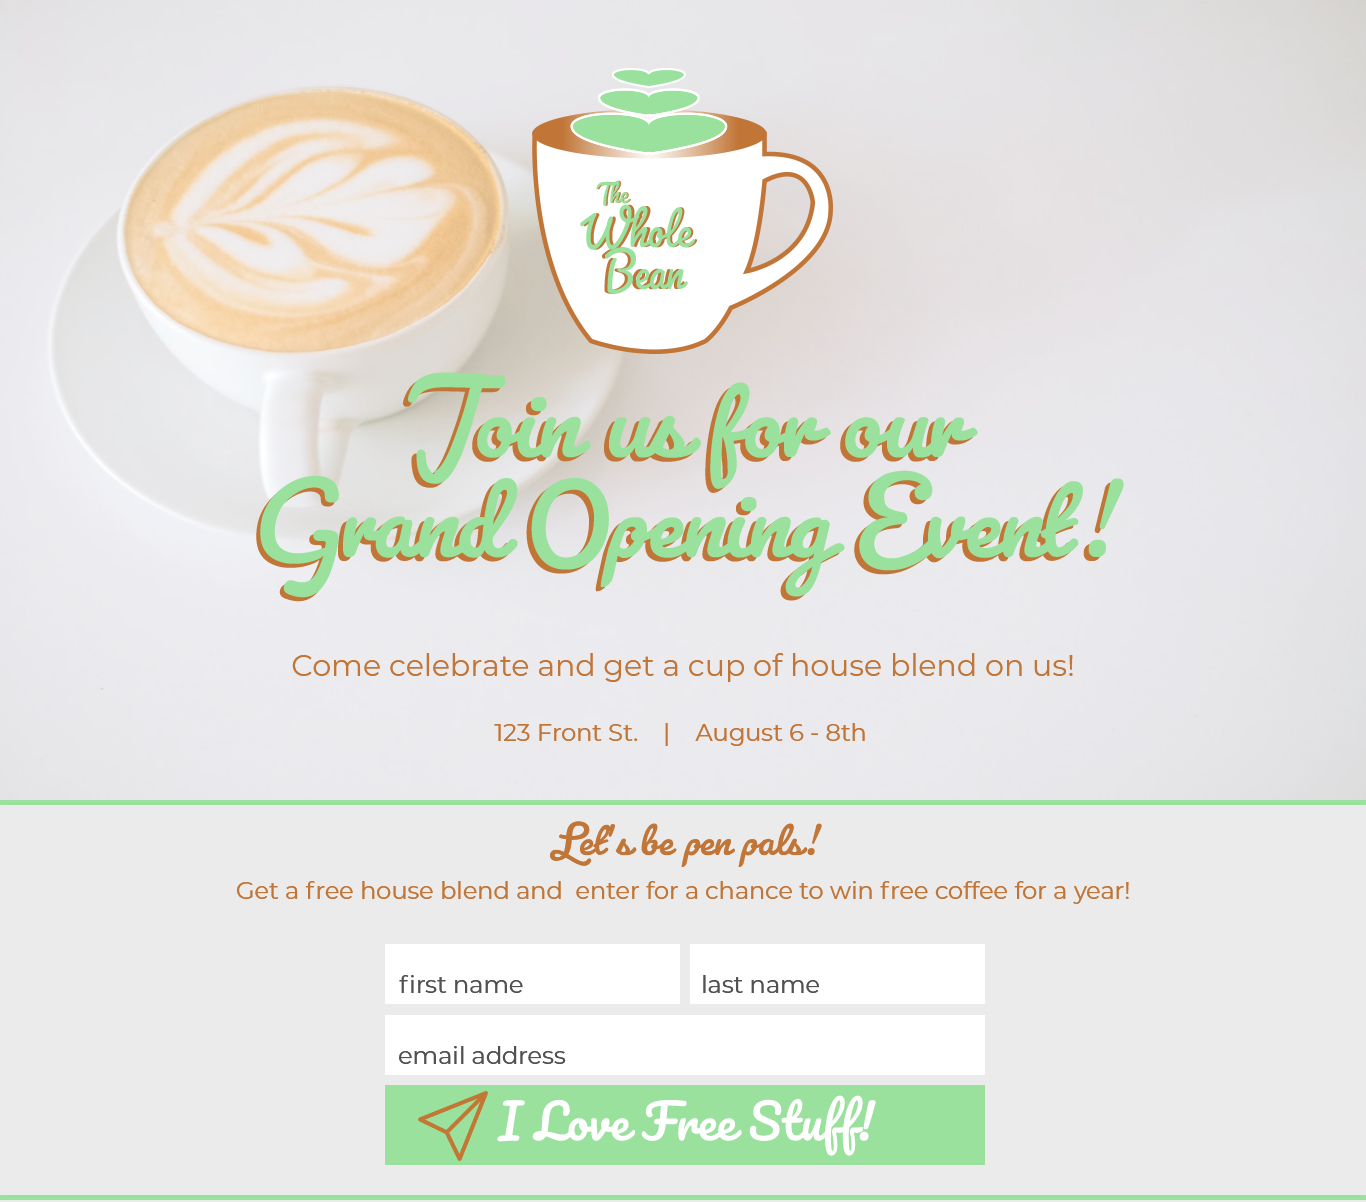 The
Whole
Bean
Join us for our
Grand Opening Event!
Come celebrate and get a cup of house blend on us!
123 Front St. | August 6 - 8th
Let's be pen pals!
Get a free house blend and  enter for a chance to win free coffee for a year!
first name
last name
email address
I Love Free Stuff!